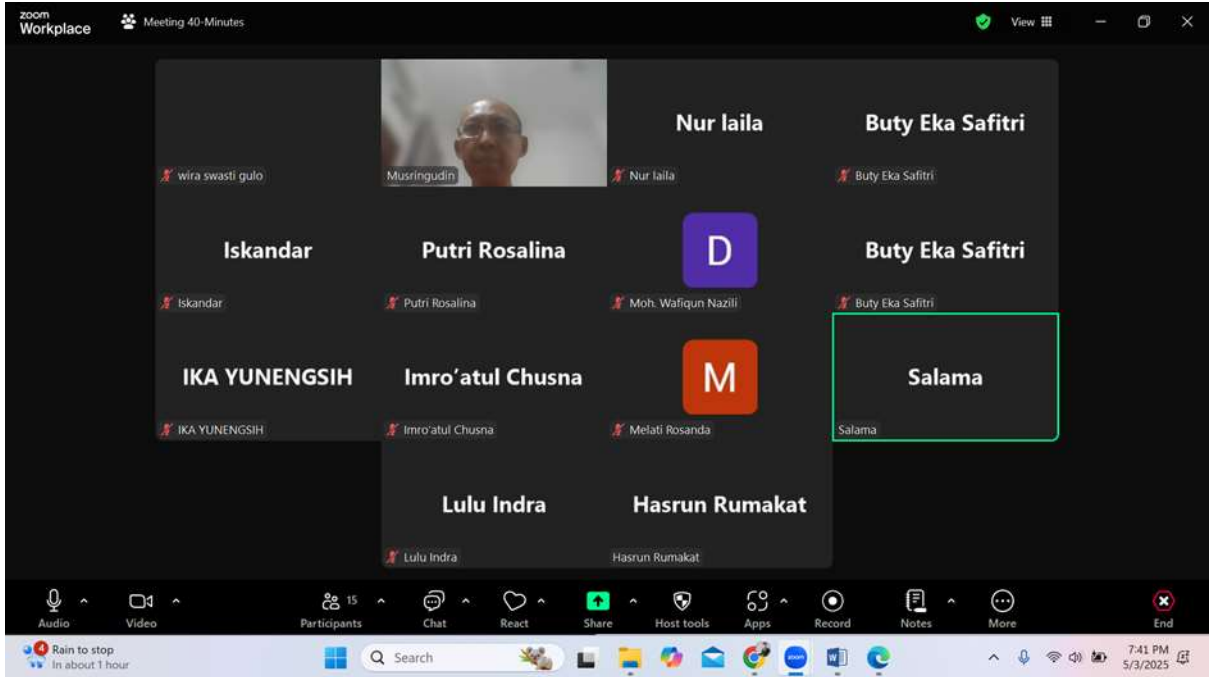 zoom
Workplace
Meeting 40-Minutes
View
wira swasti gulo
Musringudin
Nur laila
Nur laila
Buty Eka Safitri
Buty Eka Safitri
Iskandar
Iskandar
Putri Rosalina
Putri Rosalina
D
Moh. Wafiqun Nazili
Buty Eka Safitri
Buty Eka Safitri
IKA YUNENGSIH
IKA YUNENGSIH
Imro'atul Chusna
Imro'atul Chusna
M
Melati Rosanda
Salama
Salama
Lulu Indra
Lulu Indra
Hasrun Rumakat
Hasrun Rumakat
Audio
Video
15
Participants
Chat
React
Share
Host tools
Apps
Record
Notes
More
End
4
Rain to stop
In about 1 hour
Search
zoom
7:41 PM
5/3/2025